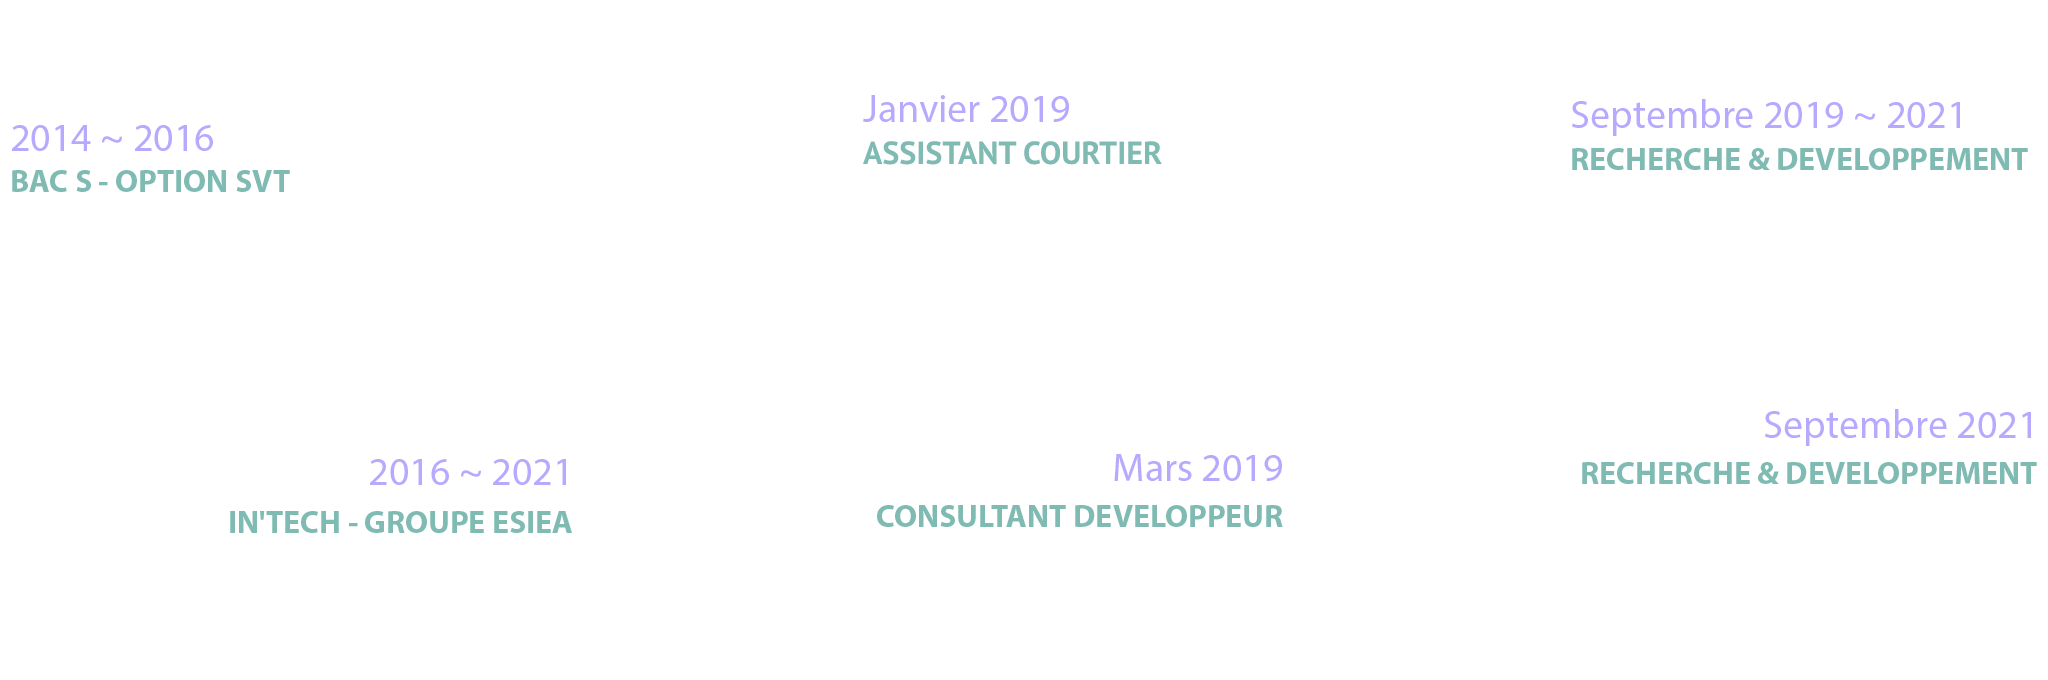 2014 ~ 2016
BAC S - OPTION SVT
Janvier 2019
ASSISTANT COURTIER
Septembre 2019 ~ 2021
RECHERCHE & DEVELOPPEMENT
2016 ~ 2021
IN'TECH - GROUPE ESIEA
Mars 2019
CONSULTANT DEVELOPPEUR
Septembre 2021
RECHERCHE & DEVELOPPEMENT